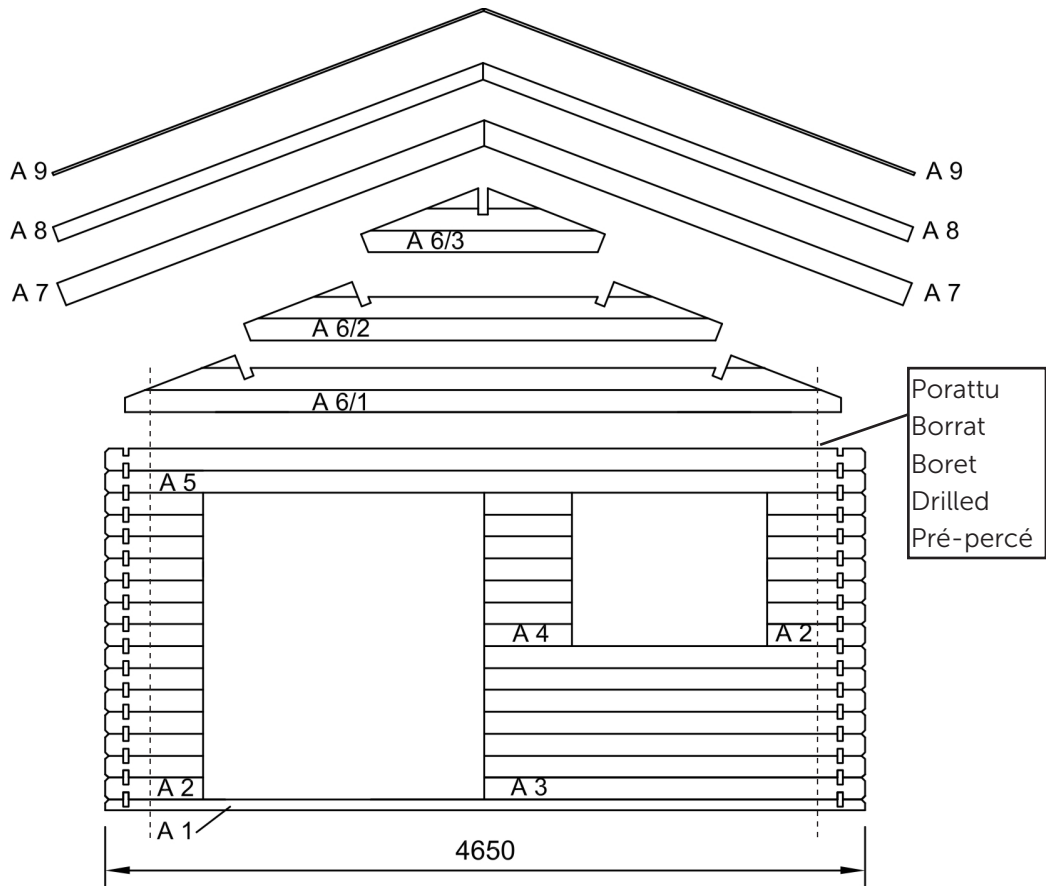 A 9
A 9
A 8
A 8
A 6/3
A 7
A 7
A 6/2
A 6/1
Porattu
Borrat
Boret
Drilled
Pré-percé
A 5
A 4
A 2
A 2
A 3
A 1
4650